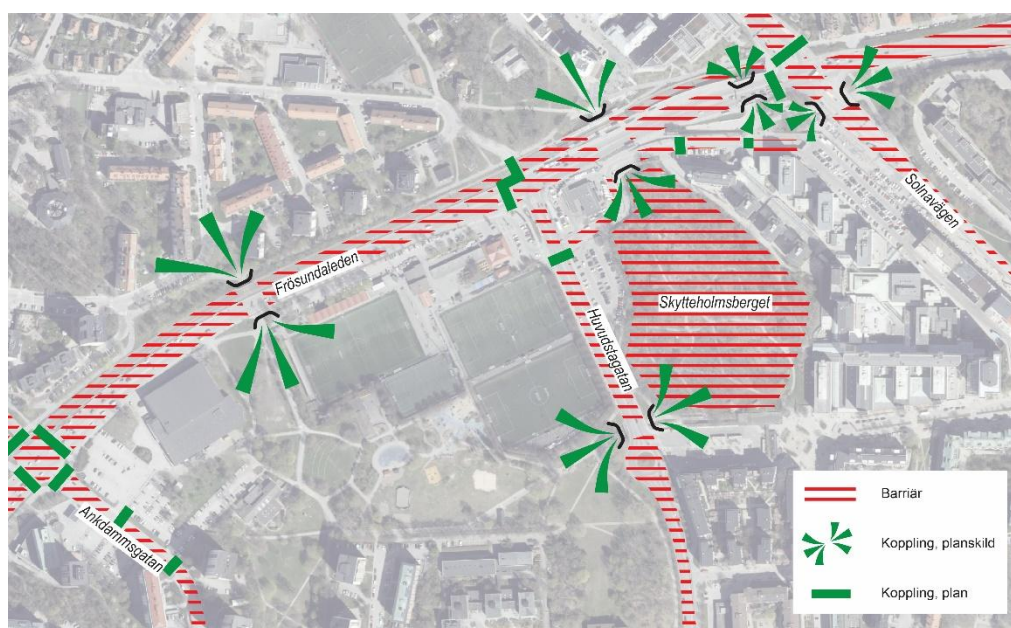 Frösundaleden
Solnavägen
Skytteholmsberget
Huvudstagatan
Ankdammsgatan
Barriär
Koppling, planskild
Koppling, plan